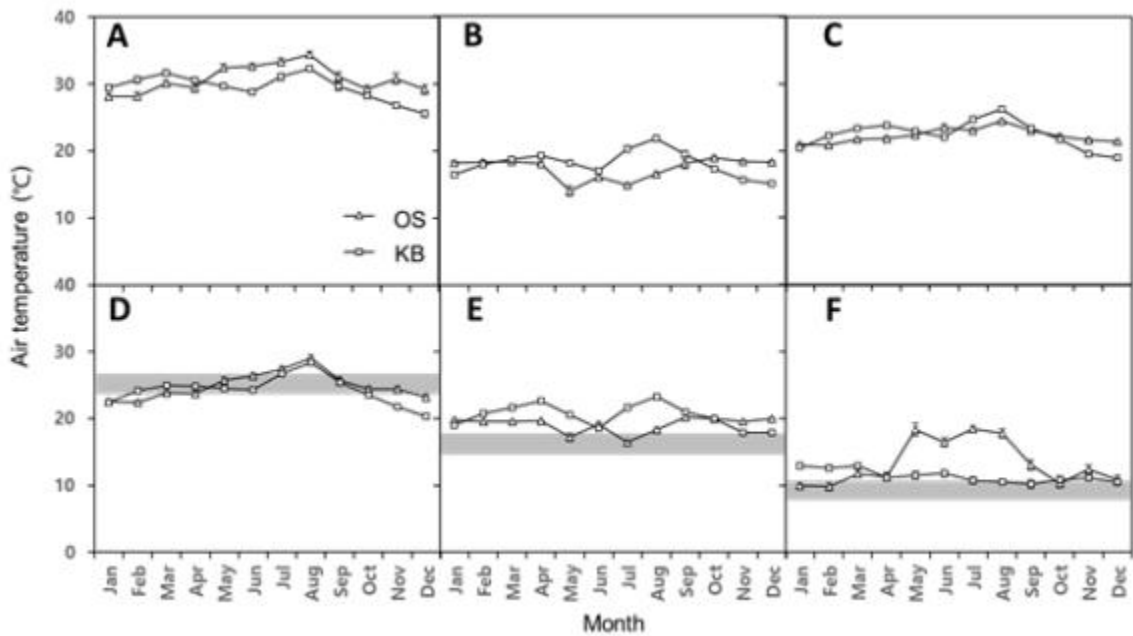 40
A
B
C
30
20
10
OS
KB
40
D
E
F
30
20
10
0
Air temperature (°C)
Jan Feb Mar Apr May Jun Jul Aug Sep Oct Nov Dec
Jan Feb Mar Apr May Jun Jul Aug Sep Oct Nov Dec
Jan Feb Mar Apr May Jun Jul Aug Sep Oct Nov Dec
Month